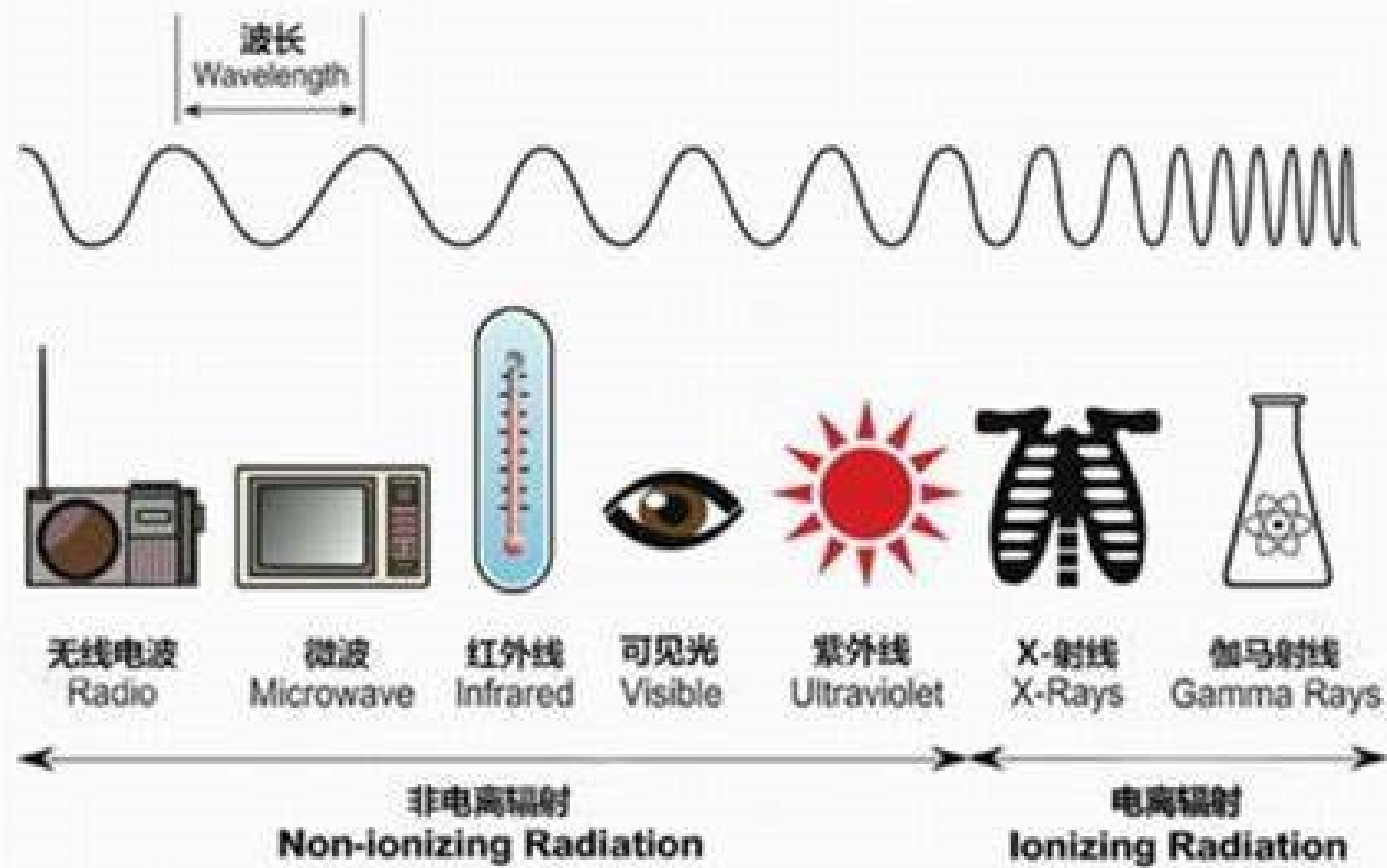 波长
Wavelength
无线电波
Radio
微波
Microwave
红外线
Infrared
可见光
Visible
紫外线
Ultraviolet
X-射线
X-Rays
伽马射线
Gamma Rays
非电离辐射
Non-ionizing Radiation
电离辐射
Ionizing Radiation